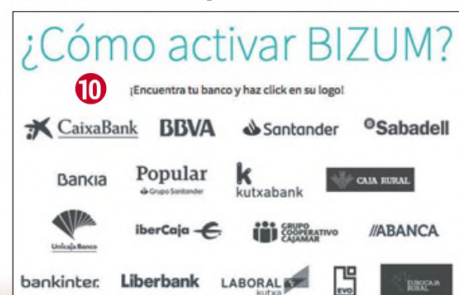 ¿Cómo activar BIZUM?
10
¡Encuentra tu banco y haz click en su logo!
CaixaBank BBVA Santander Sabadell
Bankia Popular Grupo Santander kutxabank CAJA RURAL
Unicaja Banco iberCaja GRUPO COOPERATIVO CAJAMAR //ABANCA
bankinter. Liberbank LABORAL kutxa EVO EUROCAJA RURAL